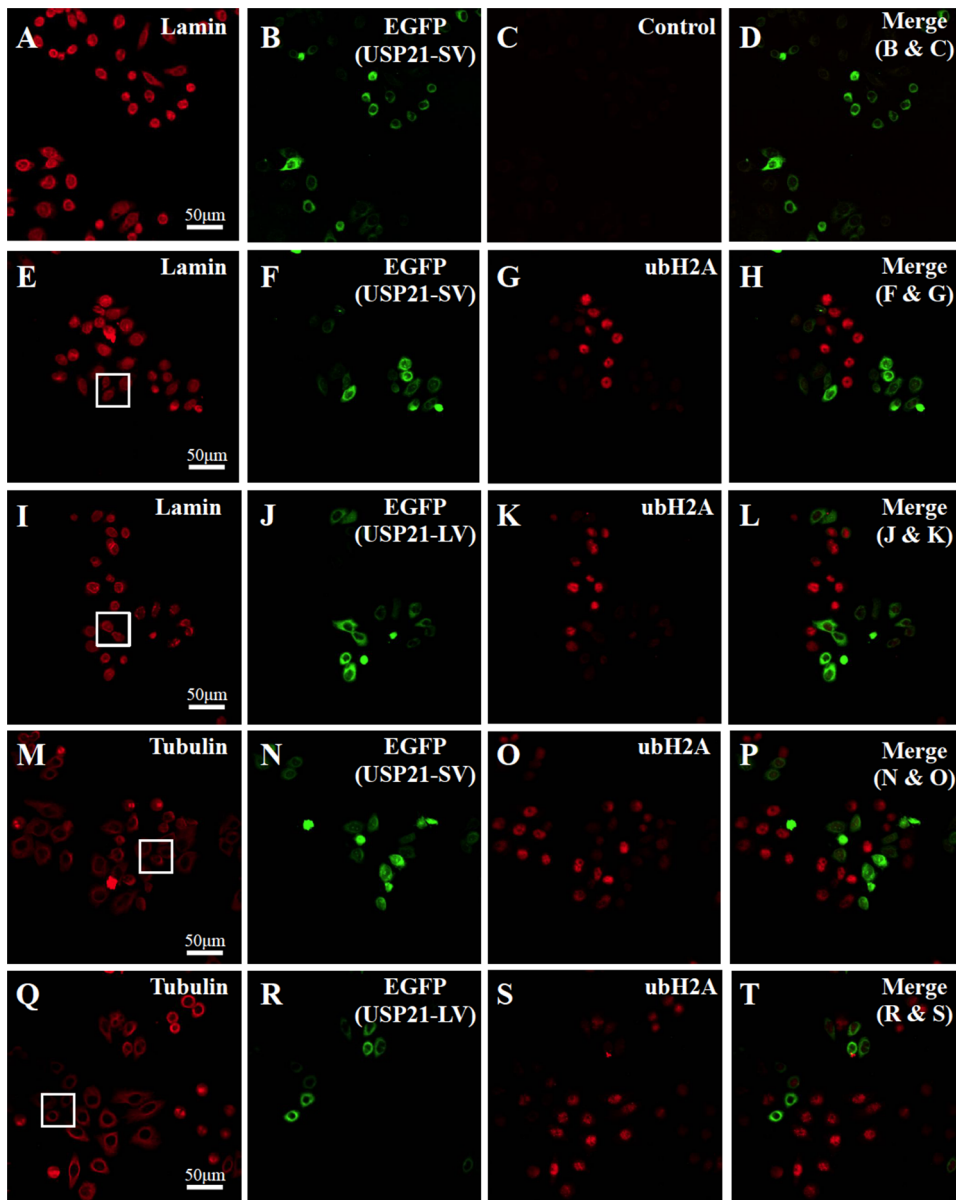 A Lamin
B EGFP
(USP21-SV)
C Control
D Merge
(B & C)
50μm
E Lamin
F EGFP
(USP21-SV)
G ubH2A
H Merge
(F & G)
50μm
I Lamin
J EGFP
(USP21-LV)
K ubH2A
L Merge
(J & K)
50μm
M Tubulin
N EGFP
(USP21-SV)
O ubH2A
P Merge
(N & O)
50μm
Q Tubulin
R EGFP
(USP21-LV)
S ubH2A
T Merge
(R & S)
50μm